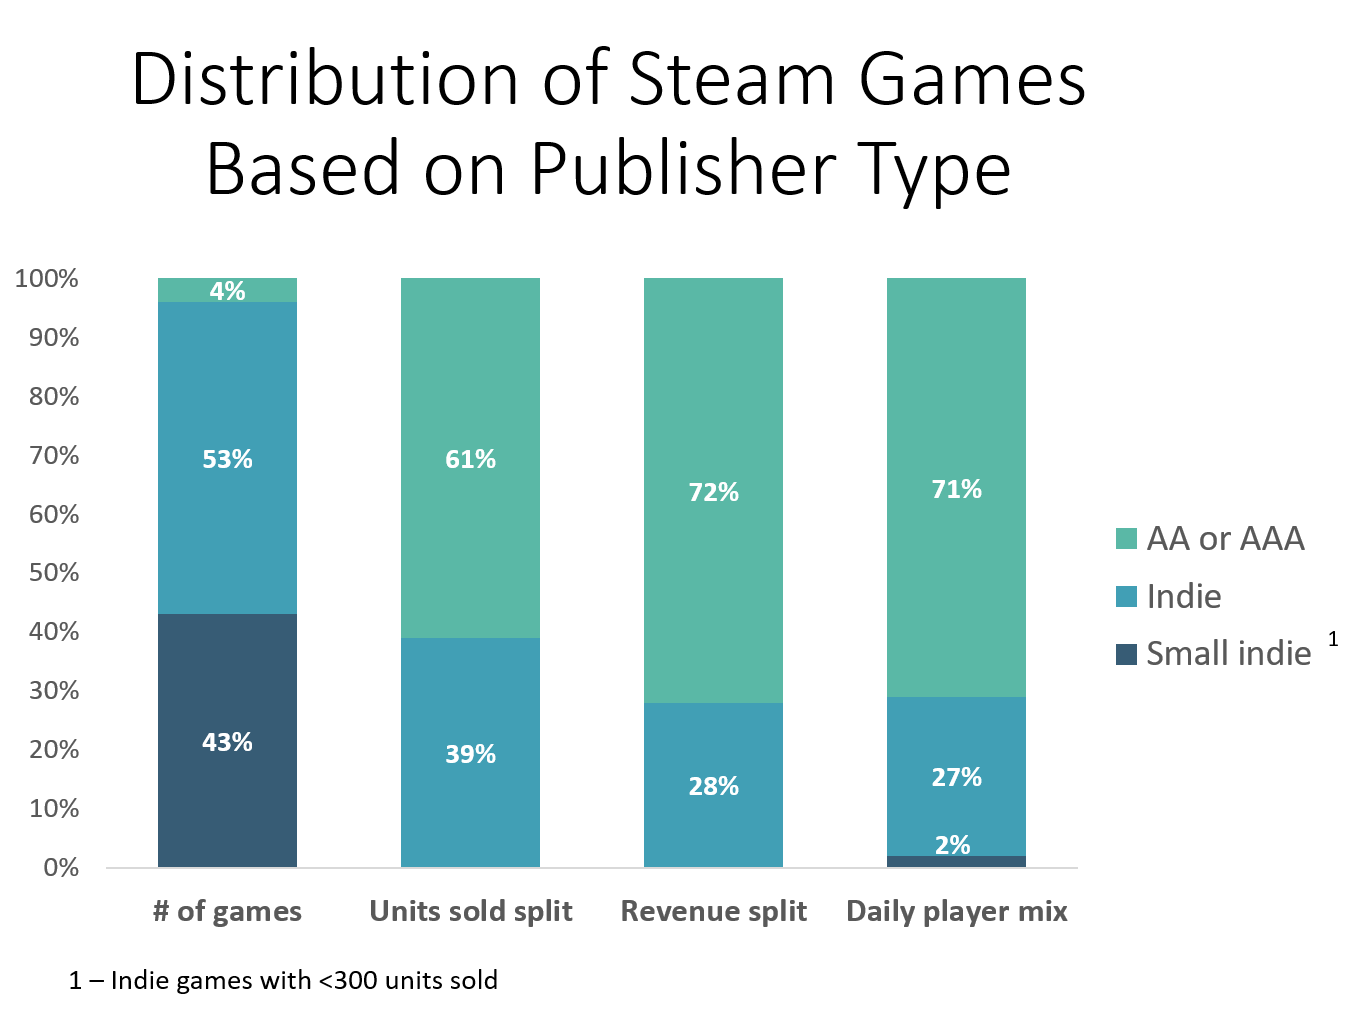 Distribution of Steam Games
Based on Publisher Type
100%
90%
80%
70%
60%
50%
40%
30%
20%
10%
0%
4%
53%
43%
61%
39%
72%
28%
71%
27%
2%
# of games
Units sold split
Revenue split
Daily player mix
AA or AAA
Indie
Small indie 1
1 – Indie games with <300 units sold